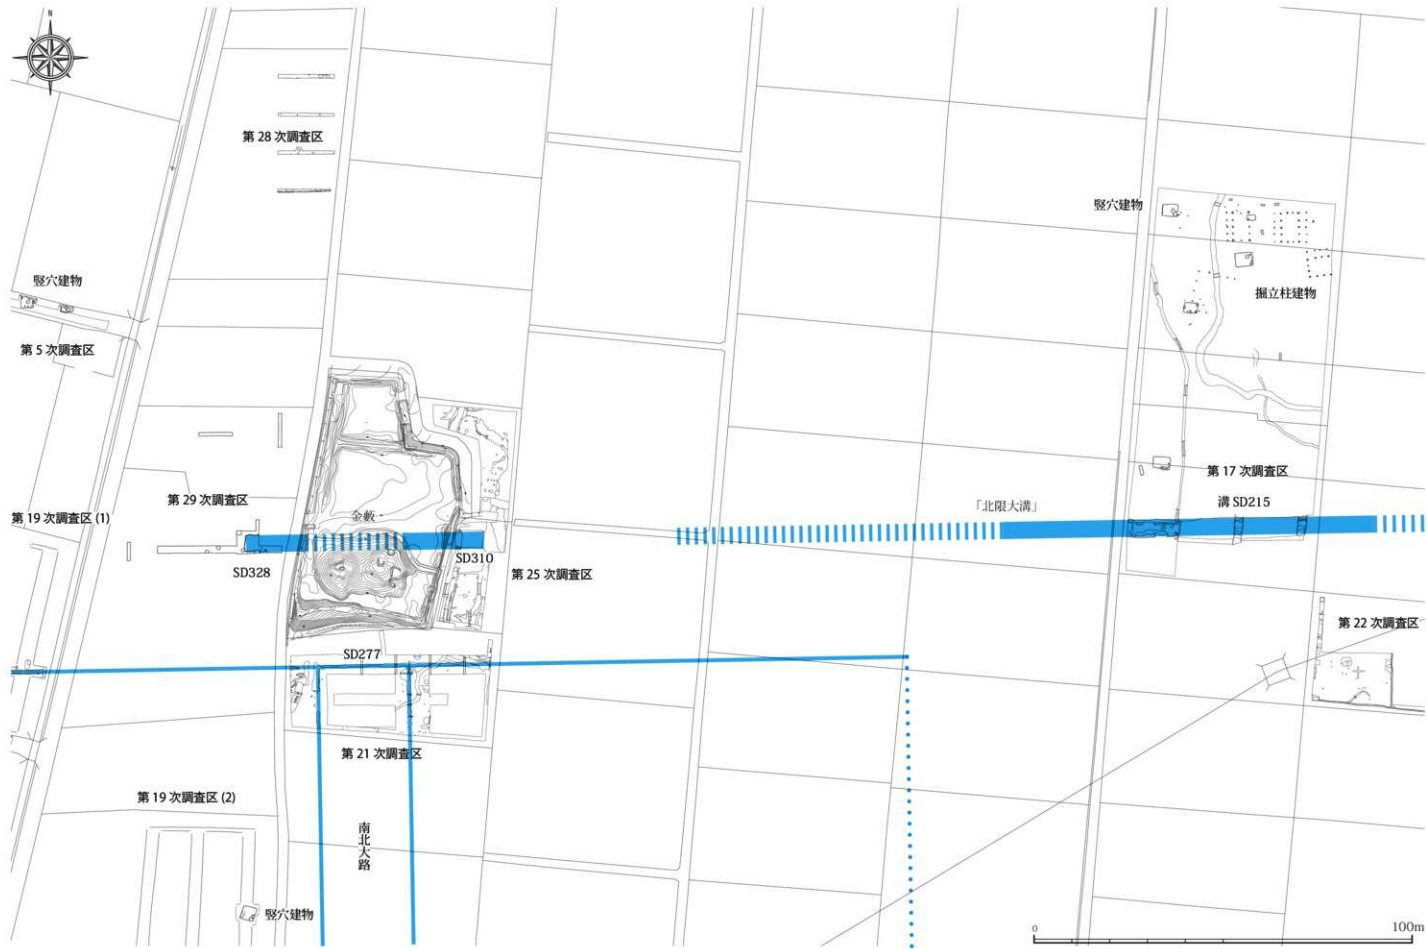 N
第 28 次調査区
竪穴建物
竪穴建物
掘立柱建物
第 5 次調査区
第 17 次調査区
第 29 次調査区
金藪
「北限大溝」
溝 SD215
第 19 次調査区 (1)
SD328
SD310
第 25 次調査区
第 22 次調査区
SD277
第 21 次調査区
第 19 次調査区 (2)
南北大路
竪穴建物
0
100m